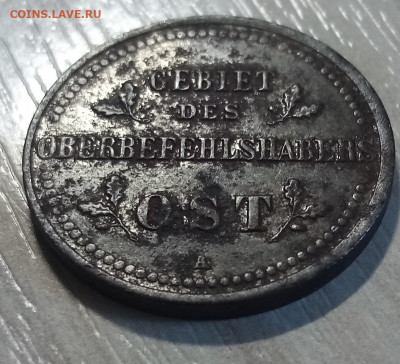 COINS.LAVE.RU
GEBIET
DES
OBERBEFEHLSHABERS
OST
A